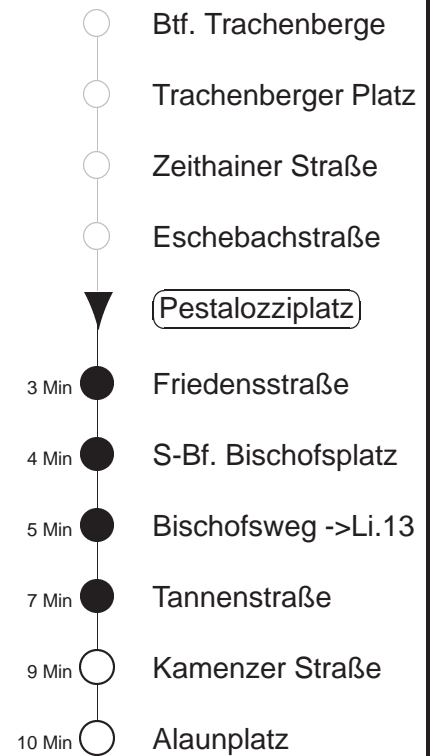 Btf. Trachenberge
Trachenberger Platz
Zeithainer Straße
Eschebachstraße
Pestalozziplatz
3 Min Friedensstraße
4 Min S-Bf. Bischofsplatz
5 Min Bischofsweg ->Li.13
7 Min Tannenstraße
9 Min Kamenzer Straße
10 Min Alaunplatz